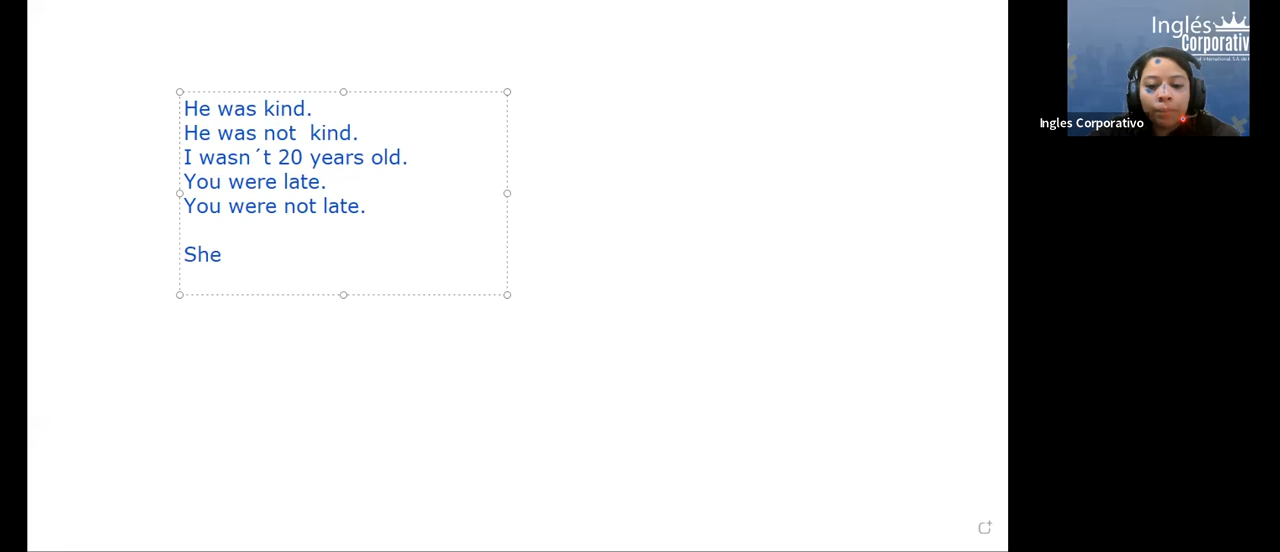 He was kind.
He was not  kind.
I wasn´t 20 years old.
You were late.
You were not late.
She
Inglés
Corporativ
Ingles Corporativo